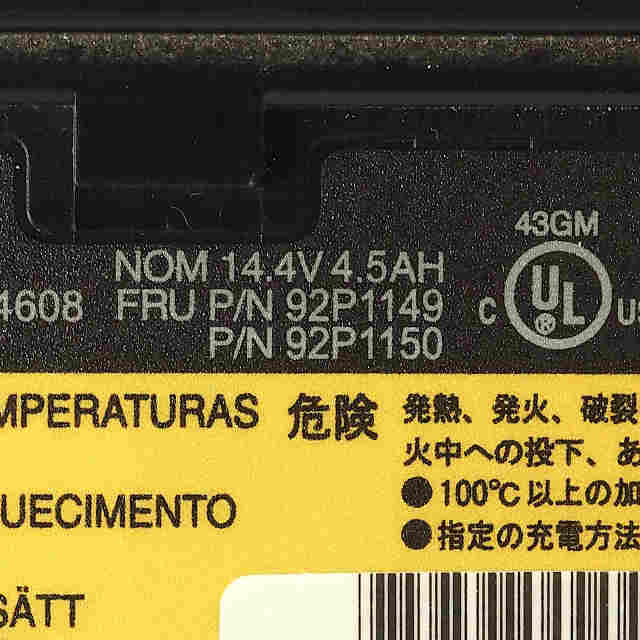 43GM
NOM 14.4V 4.5AH
4608 FRU P/N 92P1149
P/N 92P1150
C UL US
MPERATURAS
UECIMENTO
SÄTT
危険
発熱、発火、破裂
火中への投下、あ
●100℃以上の加
●指定の充電方法